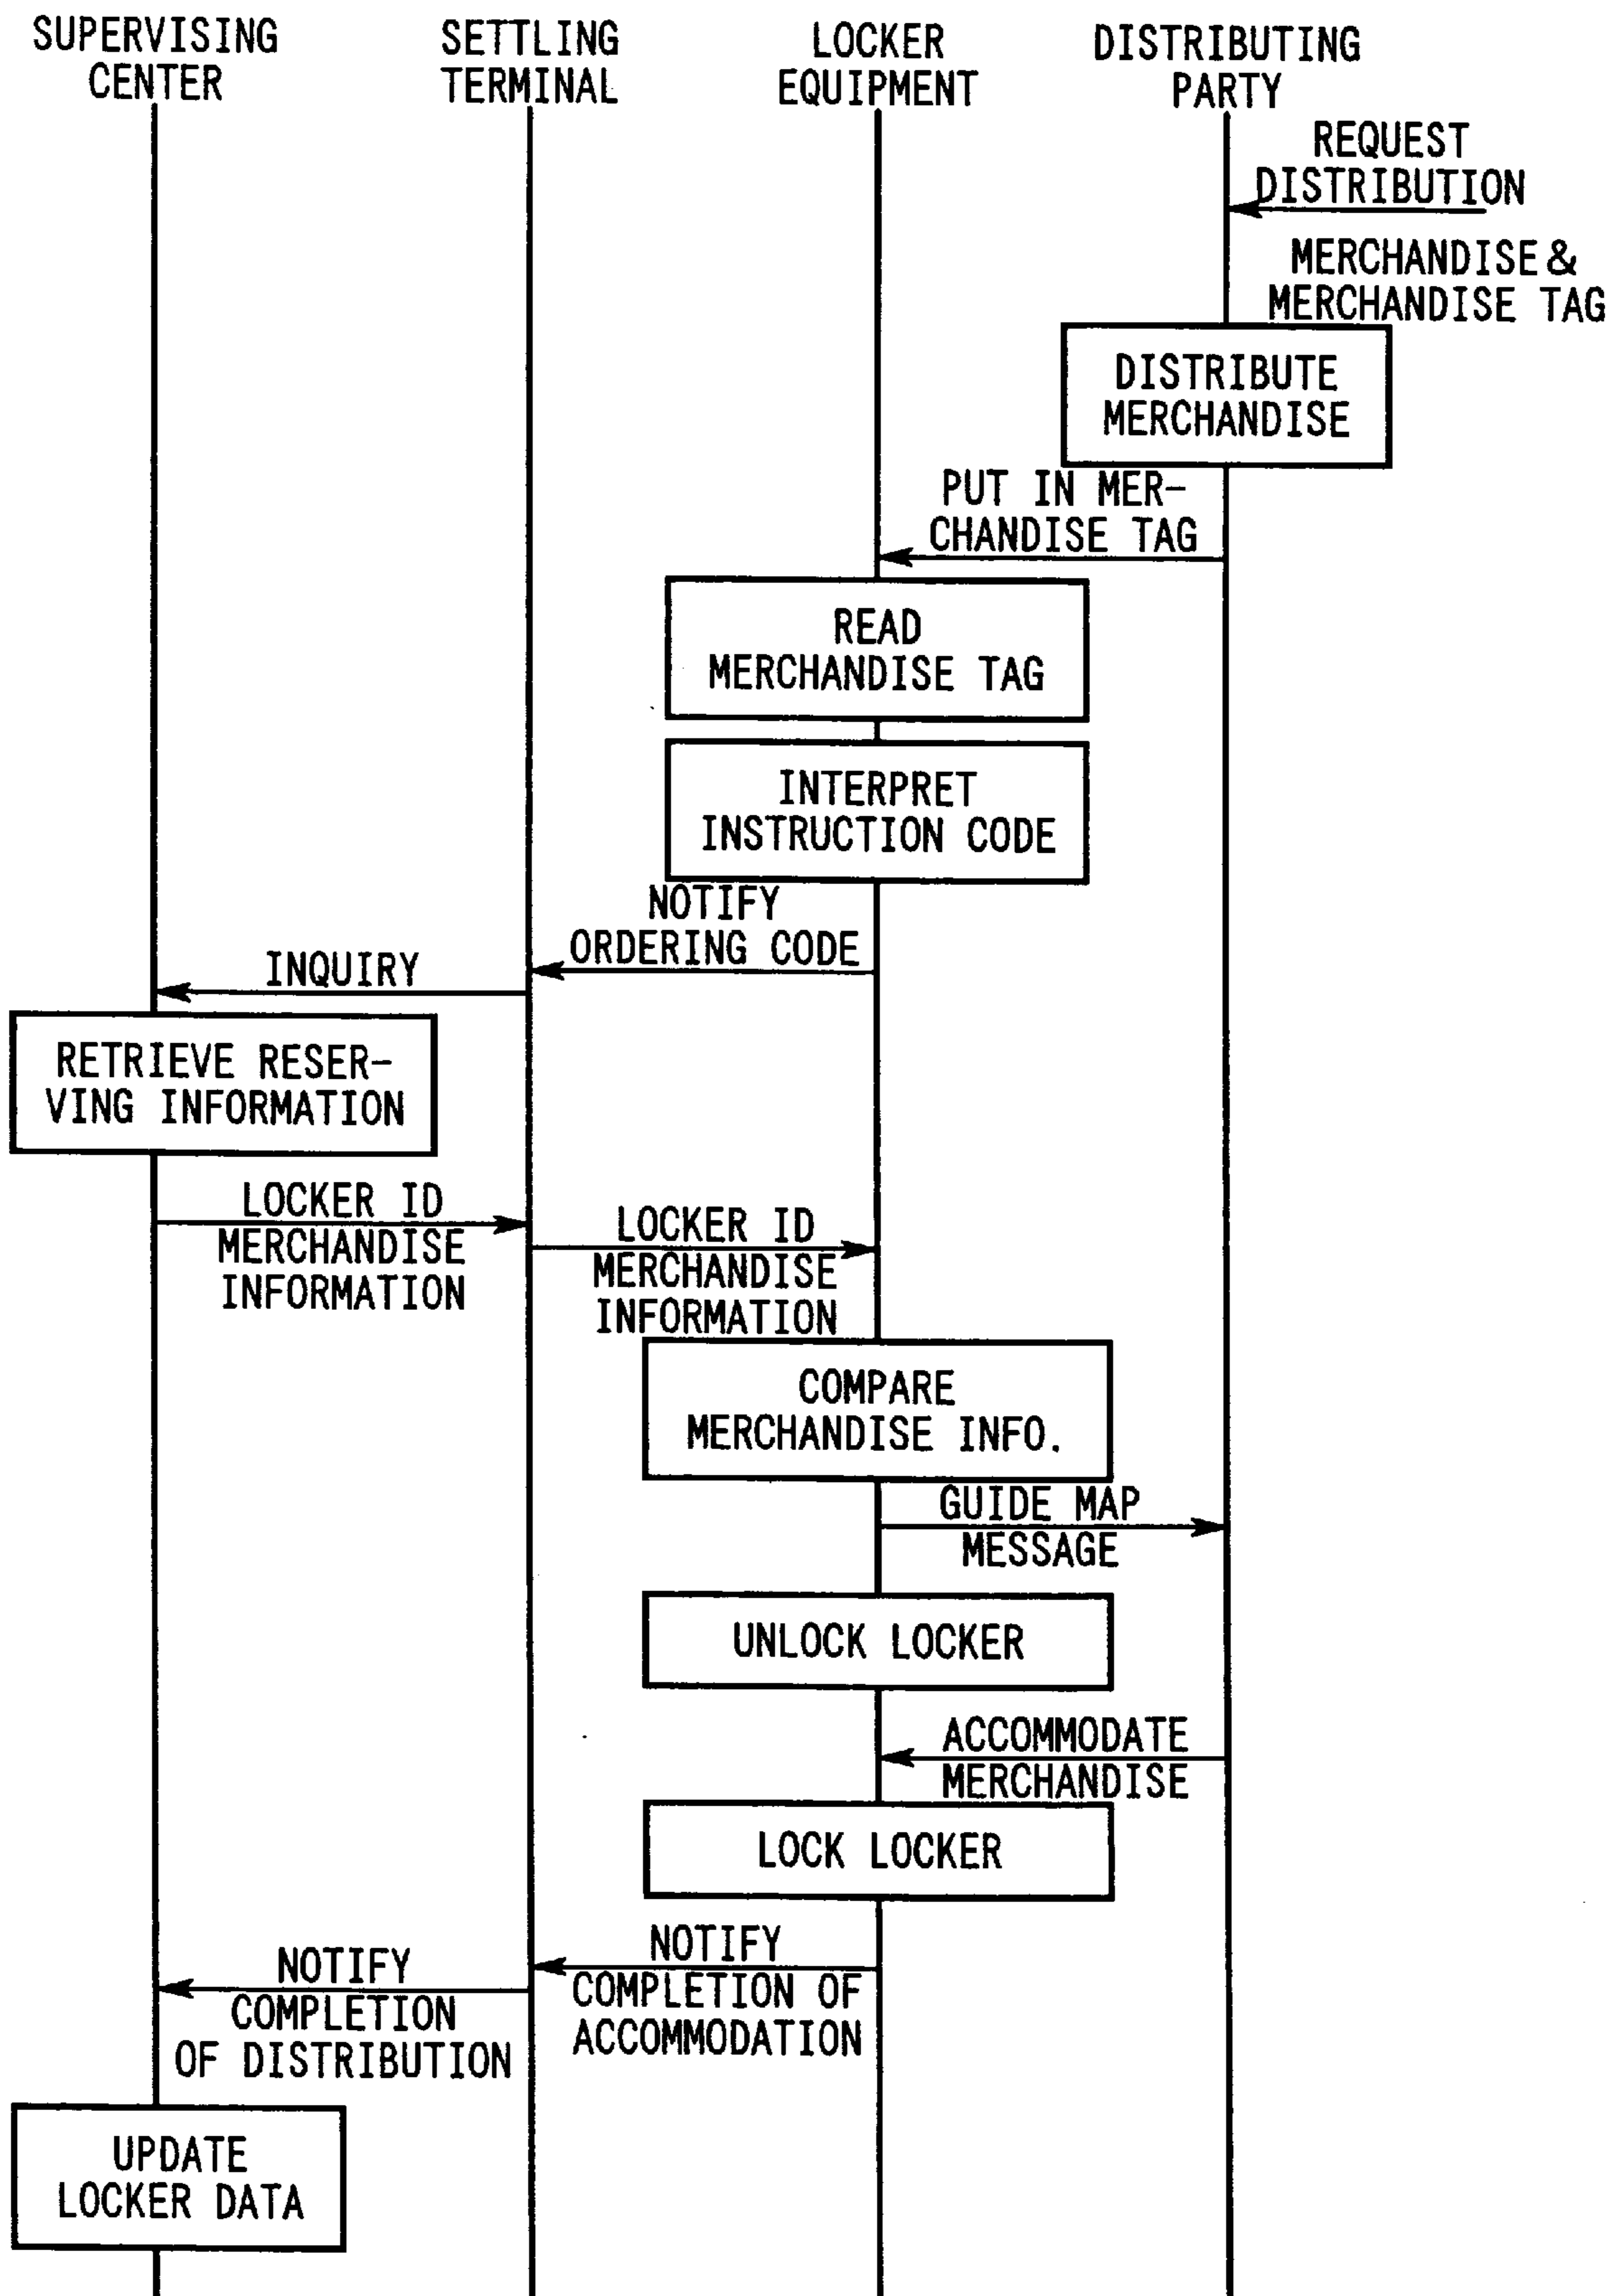 SUPERVISING
CENTER
SETTLING
TERMINAL
LOCKER
EQUIPMENT
DISTRIBUTING
PARTY
REQUEST
DISTRIBUTION
MERCHANDISE &
MERCHANDISE TAG
DISTRIBUTE
MERCHANDISE
PUT IN MER-
CHANDISE TAG
READ
MERCHANDISE TAG
INTERPRET
INSTRUCTION CODE
NOTIFY
ORDERING CODE
INQUIRY
RETRIEVE RESER-
VING INFORMATION
LOCKER ID
MERCHANDISE
INFORMATION
LOCKER ID
MERCHANDISE
INFORMATION
COMPARE
MERCHANDISE INFO.
GUIDE MAP
MESSAGE
UNLOCK LOCKER
ACCOMMODATE
MERCHANDISE
LOCK LOCKER
NOTIFY
COMPLETION OF
ACCOMMODATION
NOTIFY
COMPLETION
OF DISTRIBUTION
UPDATE
LOCKER DATA